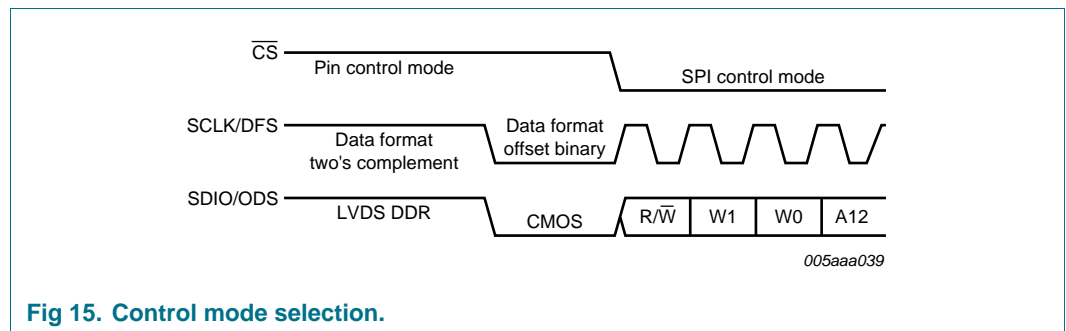 C̅S̅
Pin control mode
SPI control mode
SCLK/DFS
Data format
two's complement
Data format
offset binary
SDIO/ODS
LVDS DDR
CMOS
R/W̅
W1
W0
A12
005aaa039
Fig 15. Control mode selection.